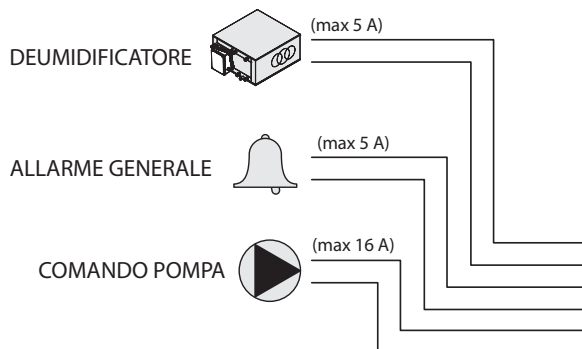 (max 5 A)
DEUMIDIFICATORE
(max 5 A)
ALLARME GENERALE
(max 16 A)
COMANDO POMPA